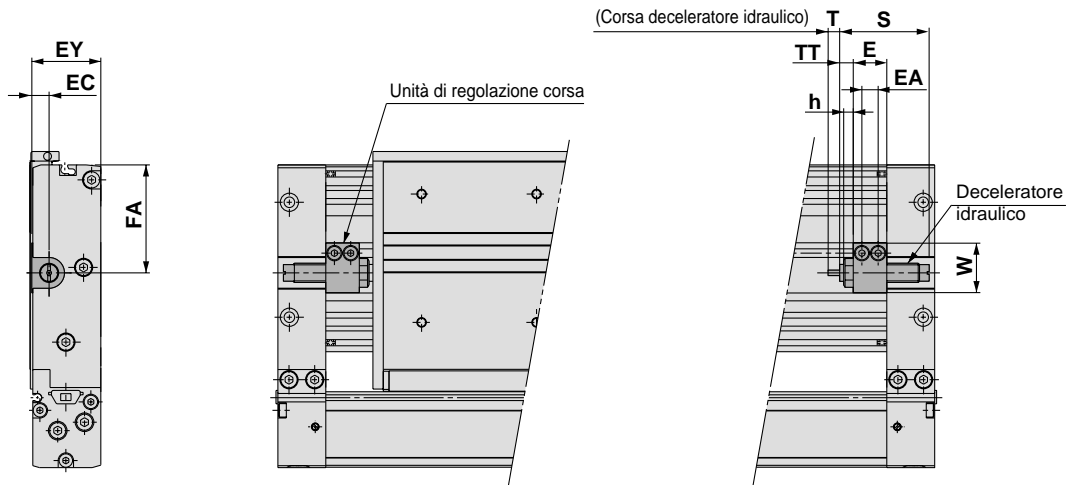 (Corsa deceleratore idraulico)
T
S
EY
TT
E
EC
EA
Unità di regolazione corsa
h
FA
Deceleratore
idraulico
W